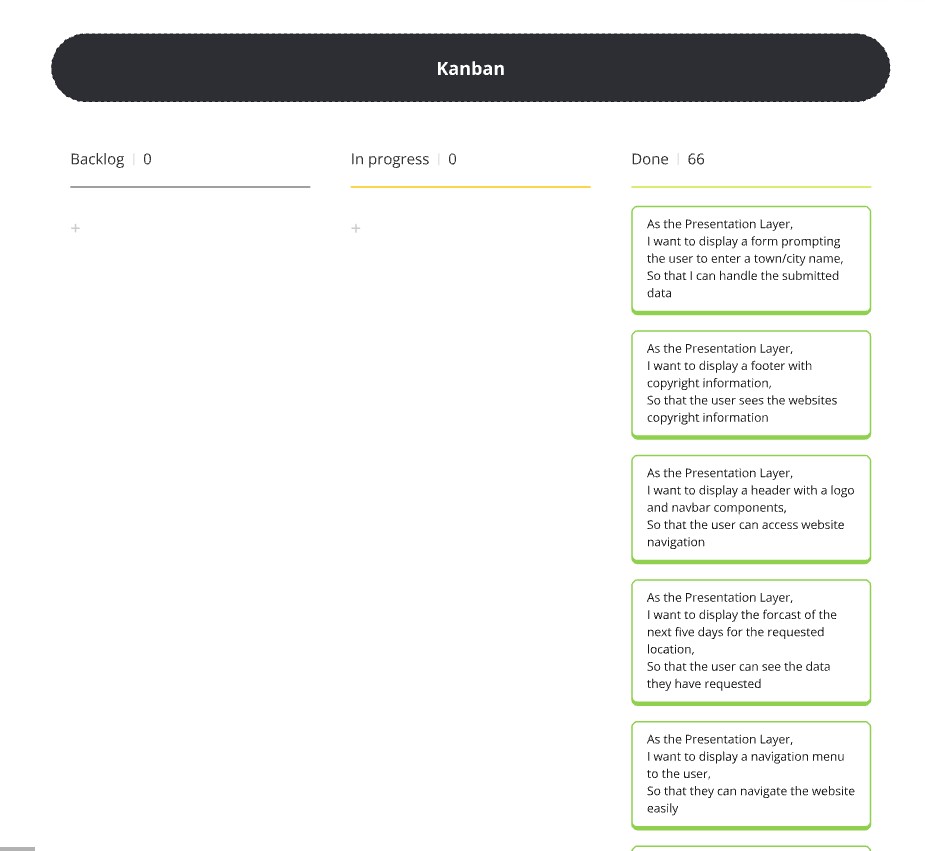 Kanban
Backlog | 0
In progress | 0
Done | 66
+
+
As the Presentation Layer,
I want to display a form prompting
the user to enter a town/city name,
So that I can handle the submitted
data
As the Presentation Layer,
I want to display a footer with
copyright information,
So that the user sees the websites
copyright information
As the Presentation Layer,
I want to display a header with a logo
and navbar components,
So that the user can access website
navigation
As the Presentation Layer,
I want to display the forcast of the
next five days for the requested
location,
So that the user can see the data
they have requested
As the Presentation Layer,
I want to display a navigation menu
to the user,
So that they can navigate the website
easily